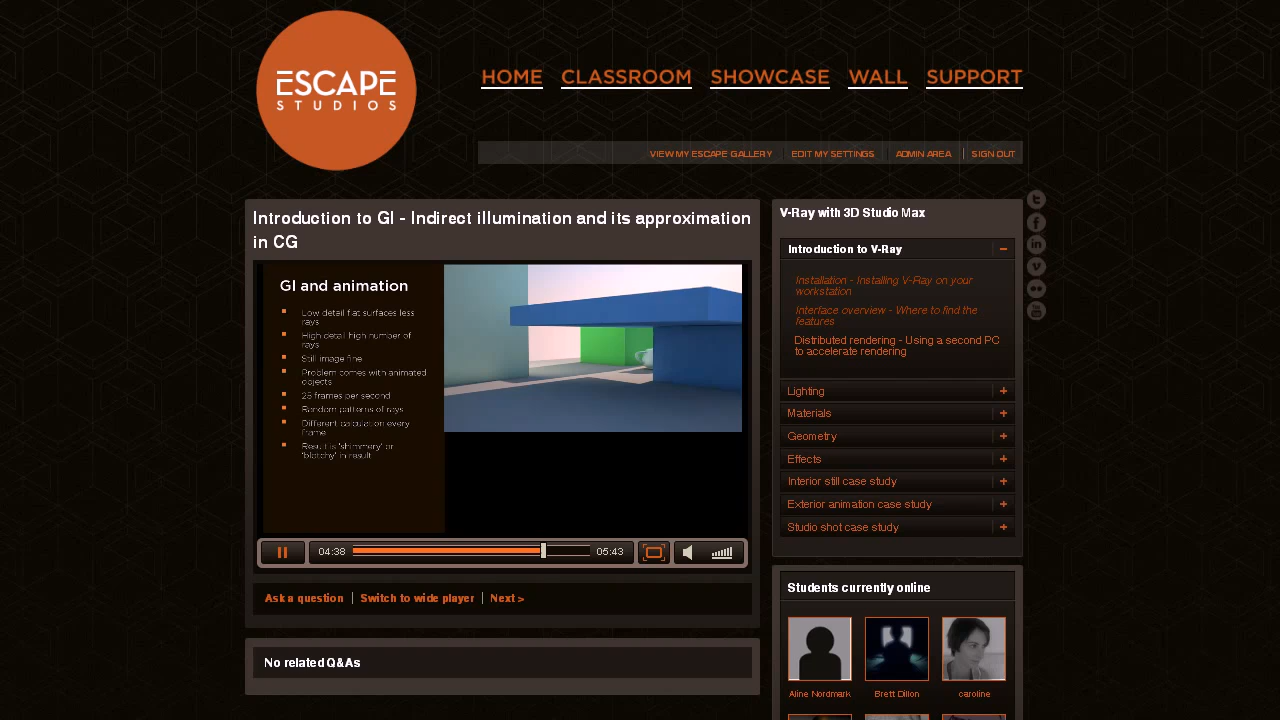 ESCAPE
STUDIOS
HOME CLASSROOM SHOWCASE WALL SUPPORT
VIEW MY ESCAPE GALLERY EDIT MY SETTINGS ADMIN AREA SIGN OUT
Introduction to GI - Indirect illumination and its approximation
in CG
GI and animation
Low detail flat surfaces less
rays
High detail high number of
rays
Still image fine
Problem comes with animated
objects
25 frames per second
Random patterns of rays
Different calculation every
frame
Result is 'shimmery' or
'blotchy' in result
04:38 05:43
Ask a question Switch to wide player Next >
No related Q&As
V-Ray with 3D Studio Max
Introduction to V-Ray
Installation - Installing V-Ray on your
workstation
Interface overview - Where to find the
features
Distributed rendering - Using a second PC
to accelerate rendering
Lighting
Materials
Geometry
Effects
Interior still case study
Exterior animation case study
Studio shot case study
Students currently online
Aline Nordmark Brett Dillon caroline